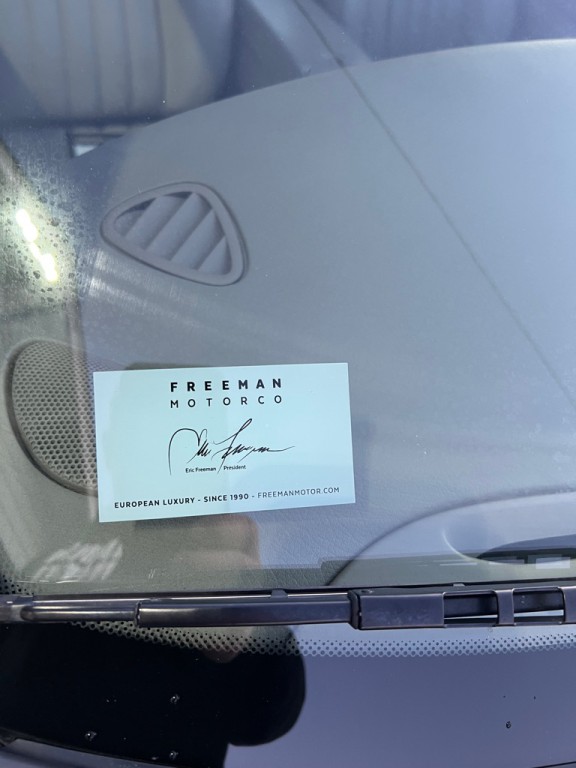 FREEMAN
MOTORCO
Eric Freeman President
EUROPEAN LUXURY - SINCE 1990 - FREEMANMOTOR.COM